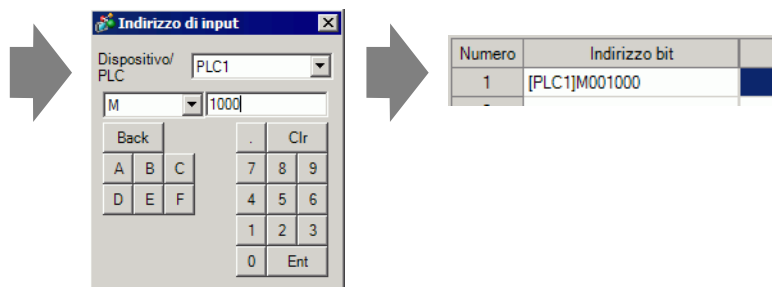 Indirizzo di input
Dispositivo/
PLC
PLC1
M
1000
Back
. Clr
A B C 7 8 9
D E F 4 5 6
1 2 3
0 Ent
Numero Indirizzo bit
1 [PLC1]M001000